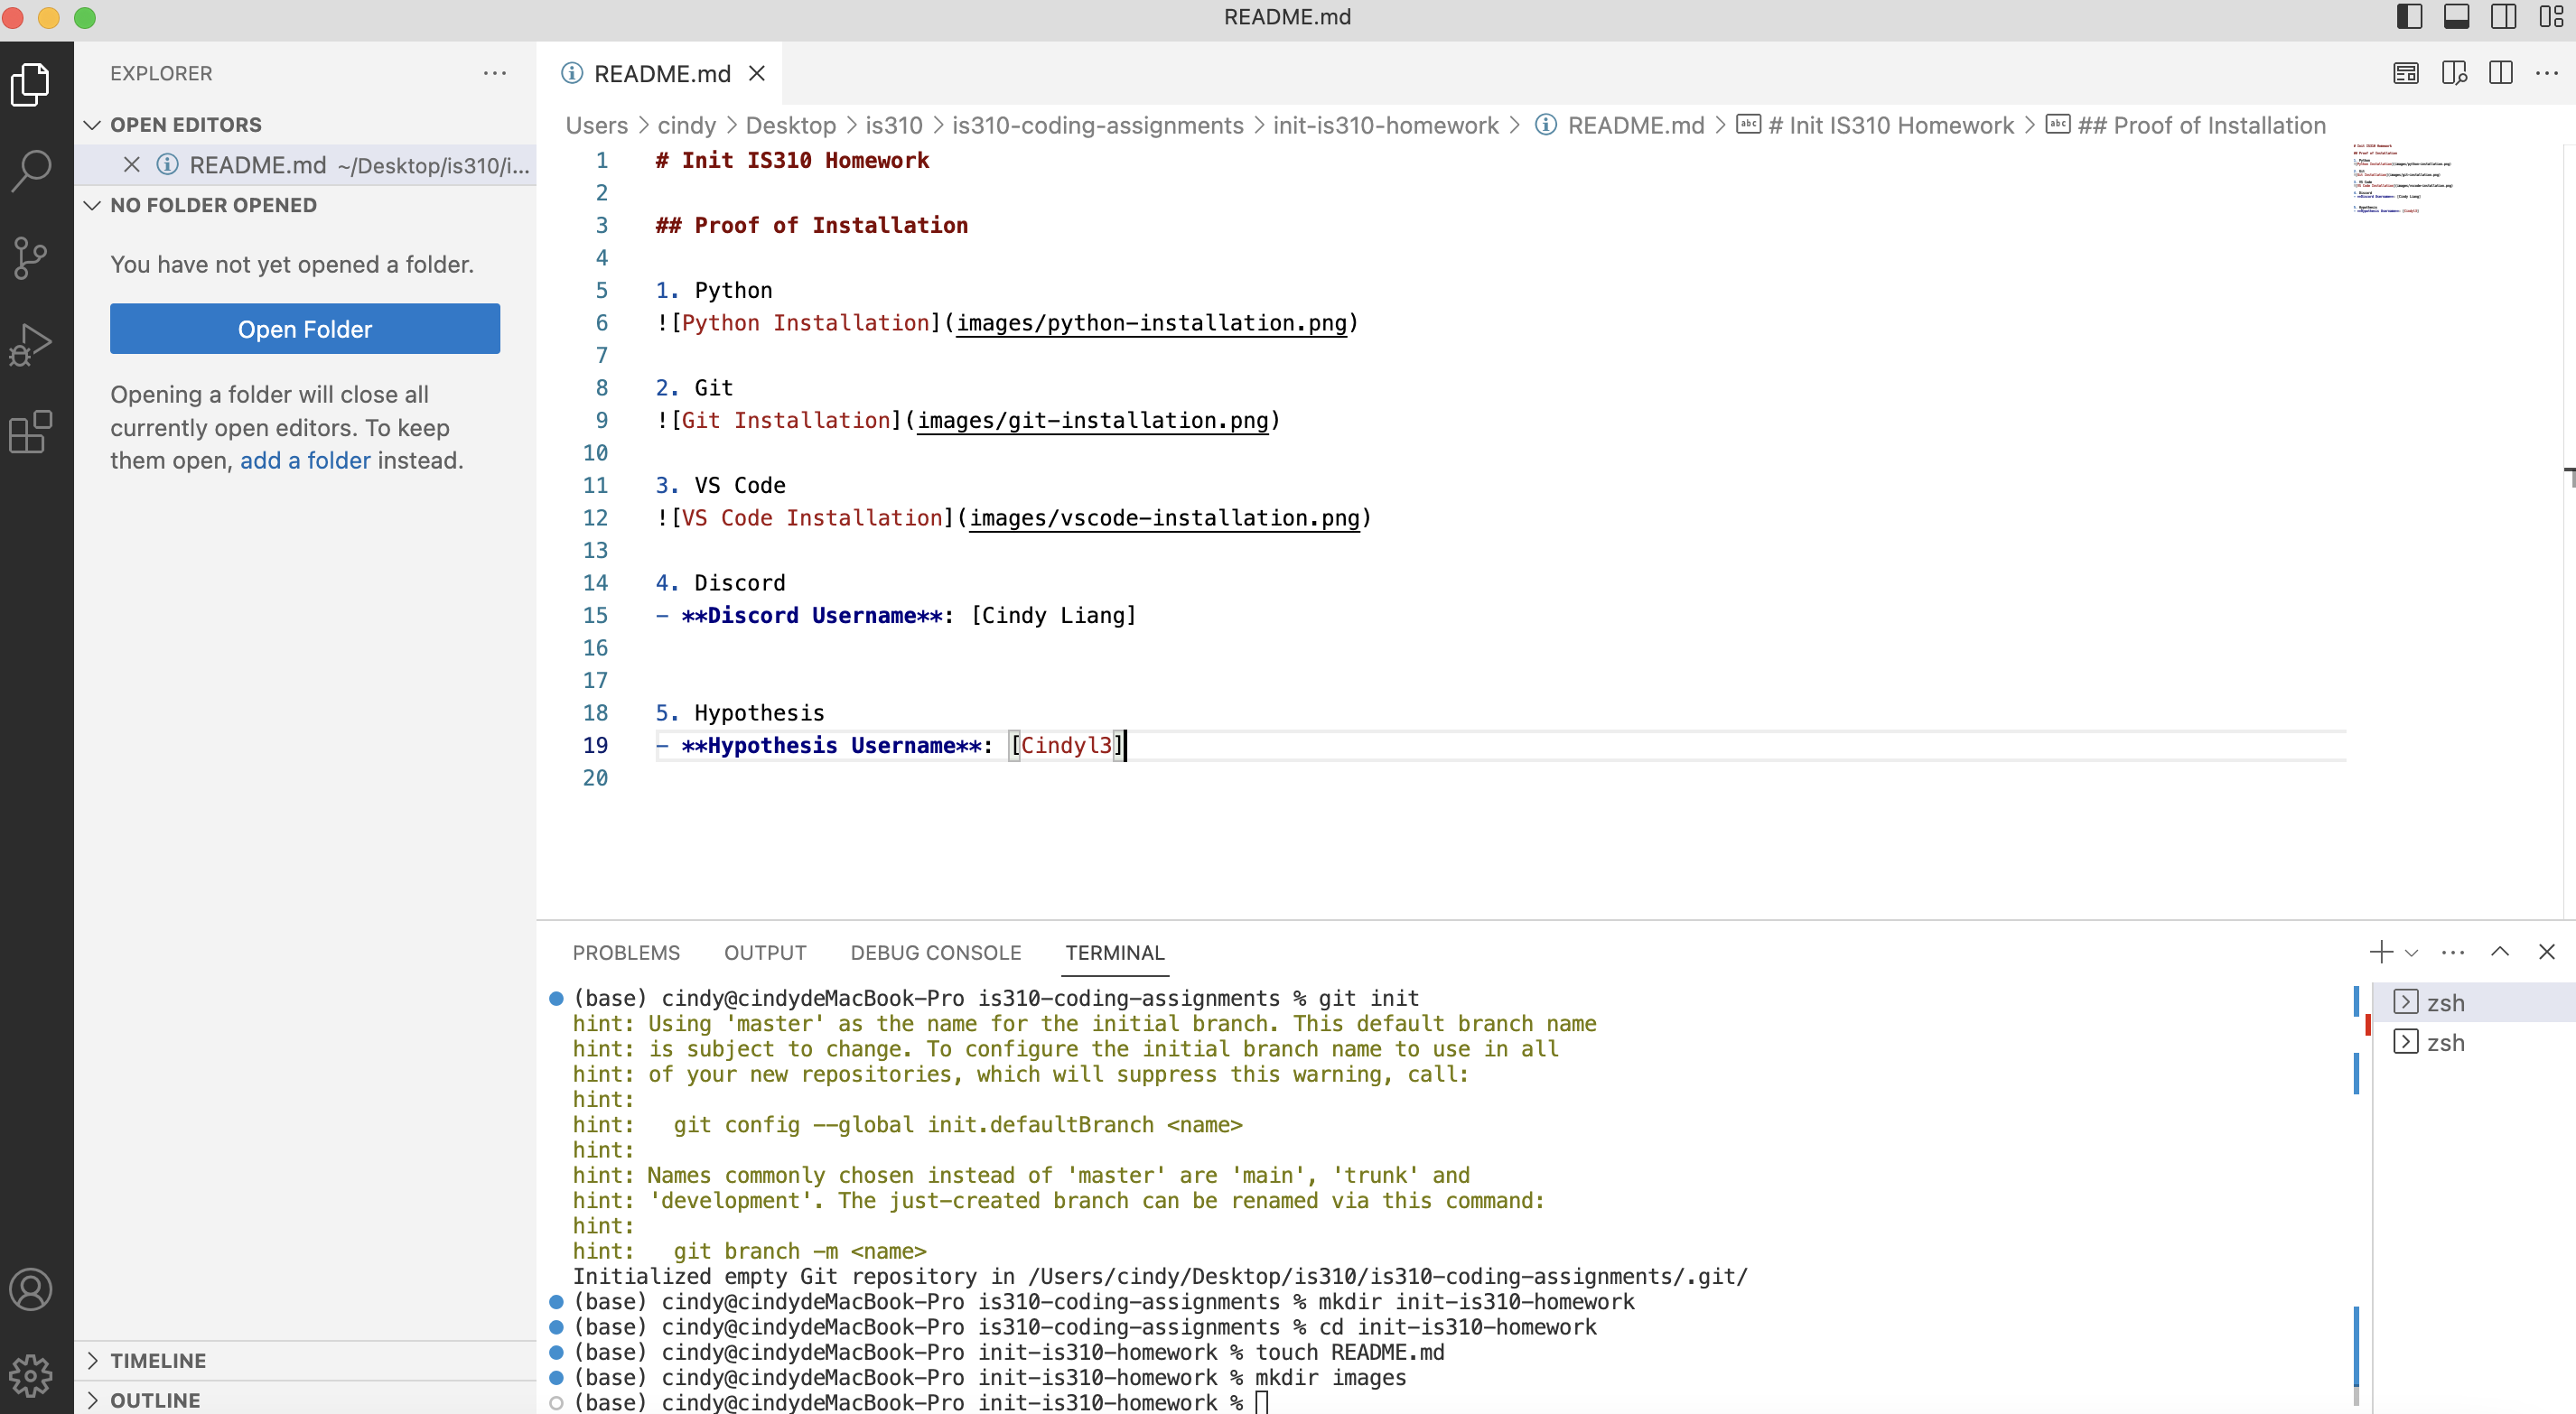 README.md
EXPLORER
OPEN EDITORS
README.md ~/Desktop/is310/i...
NO FOLDER OPENED
You have not yet opened a folder.
Open Folder
Opening a folder will close all
currently open editors. To keep
them open, add a folder instead.
TIMELINE
OUTLINE
README.md
Users > cindy > Desktop > is310 > is310-coding-assignments > init-is310-homework > README.md > # Init IS310 Homework > ## Proof of Installation
1 # Init IS310 Homework
2
3 ## Proof of Installation
4
5 1. Python
6 ![Python Installation](images/python-installation.png)
7
8 2. Git
9 ![Git Installation](images/git-installation.png)
10
11 3. VS Code
12 ![VS Code Installation](images/vscode-installation.png)
13
14 4. Discord
15 - **Discord Username**: [Cindy Liang]
16
17
18 5. Hypothesis
19 - **Hypothesis Username**: [Cindyl3]
20
PROBLEMS OUTPUT DEBUG CONSOLE TERMINAL
(base) cindy@cindydeMacBook-Pro is310-coding-assignments % git init
hint: Using 'master' as the name for the initial branch. This default branch name
hint: is subject to change. To configure the initial branch name to use in all
hint: of your new repositories, which will suppress this warning, call:
hint:
hint:   git config --global init.defaultBranch <name>
hint:
hint: Names commonly chosen instead of 'master' are 'main', 'trunk' and
hint: 'development'. The just-created branch can be renamed via this command:
hint:
hint:   git branch -m <name>
Initialized empty Git repository in /Users/cindy/Desktop/is310/is310-coding-assignments/.git/
(base) cindy@cindydeMacBook-Pro is310-coding-assignments % mkdir init-is310-homework
(base) cindy@cindydeMacBook-Pro is310-coding-assignments % cd init-is310-homework
(base) cindy@cindydeMacBook-Pro init-is310-homework % touch README.md
(base) cindy@cindydeMacBook-Pro init-is310-homework % mkdir images
(base) cindy@cindydeMacBook-Pro init-is310-homework %
zsh
zsh